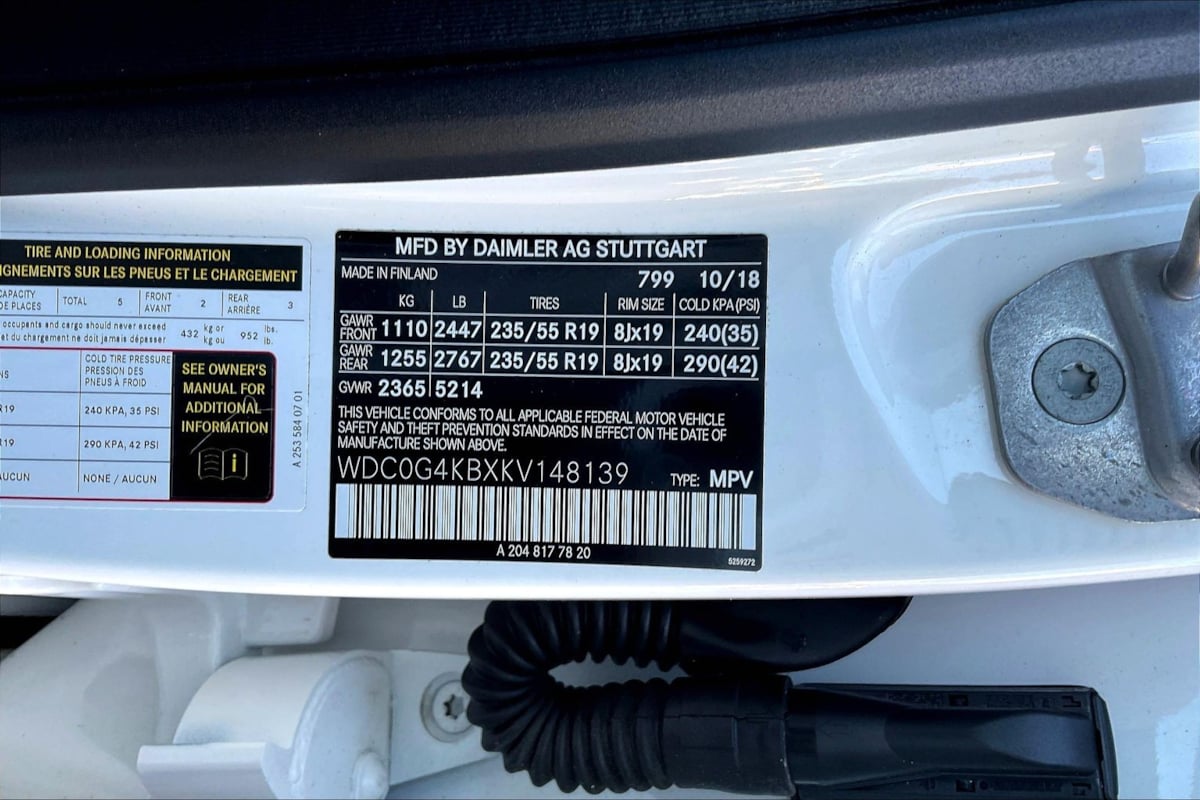 TIRE AND LOADING INFORMATION
IGNEMENTS SUR LES PNEUS ET LE CHARGEMENT
CAPACITY
DE PLACES
TOTAL 5
FRONT
AVANT 2
REAR
ARRIÈRE 3
occupants and cargo should never exceed
et du chargement ne doit jamais dépasser
432 kg or
kg ou
952 lbs.
lb.
COLD TIRE PRESSURE
PRESSION DES
PNEUS À FROID
R19
240 KPA, 35 PSI
R19
290 KPA, 42 PSI
AUCUN
NONE / AUCUN
SEE OWNER'S
MANUAL FOR
ADDITIONAL
INFORMATION
i
A 253 584 07 01
MFD BY DAIMLER AG STUTTGART
MADE IN FINLAND 799 10/18
KG LB TIRES RIM SIZE COLD KPA(PSI)
GAWR
FRONT 1110 2447 235/55 R19 8Jx19 240(35)
GAWR
REAR 1255 2767 235/55 R19 8Jx19 290(42)
GVWR 2365 5214
THIS VEHICLE CONFORMS TO ALL APPLICABLE FEDERAL MOTOR VEHICLE
SAFETY AND THEFT PREVENTION STANDARDS IN EFFECT ON THE DATE OF
MANUFACTURE SHOWN ABOVE.
WDC0G4KBXKV148139 TYPE: MPV
A 204 817 78 20
5259272